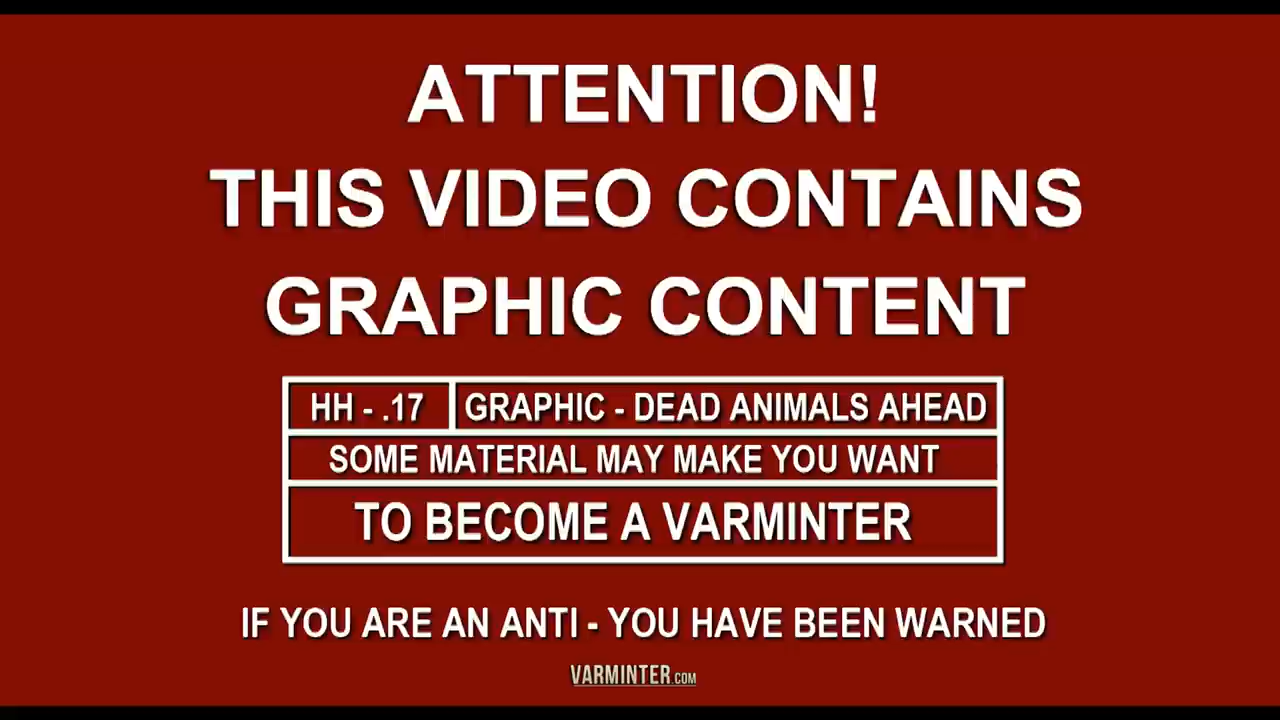 ATTENTION!
THIS VIDEO CONTAINS
GRAPHIC CONTENT
HH - .17 GRAPHIC - DEAD ANIMALS AHEAD
SOME MATERIAL MAY MAKE YOU WANT
TO BECOME A VARMINTER
IF YOU ARE AN ANTI - YOU HAVE BEEN WARNED
VARMINTER.COM